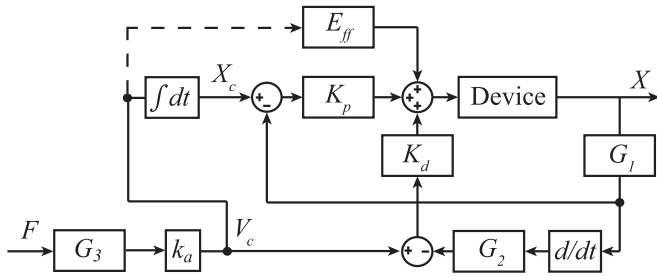 E_ff
∫ dt
X_c
+
-
K_p
+
+
+
Device
X
K_d
G_1
F
G_3
k_a
V_c
+
-
G_2
d/dt